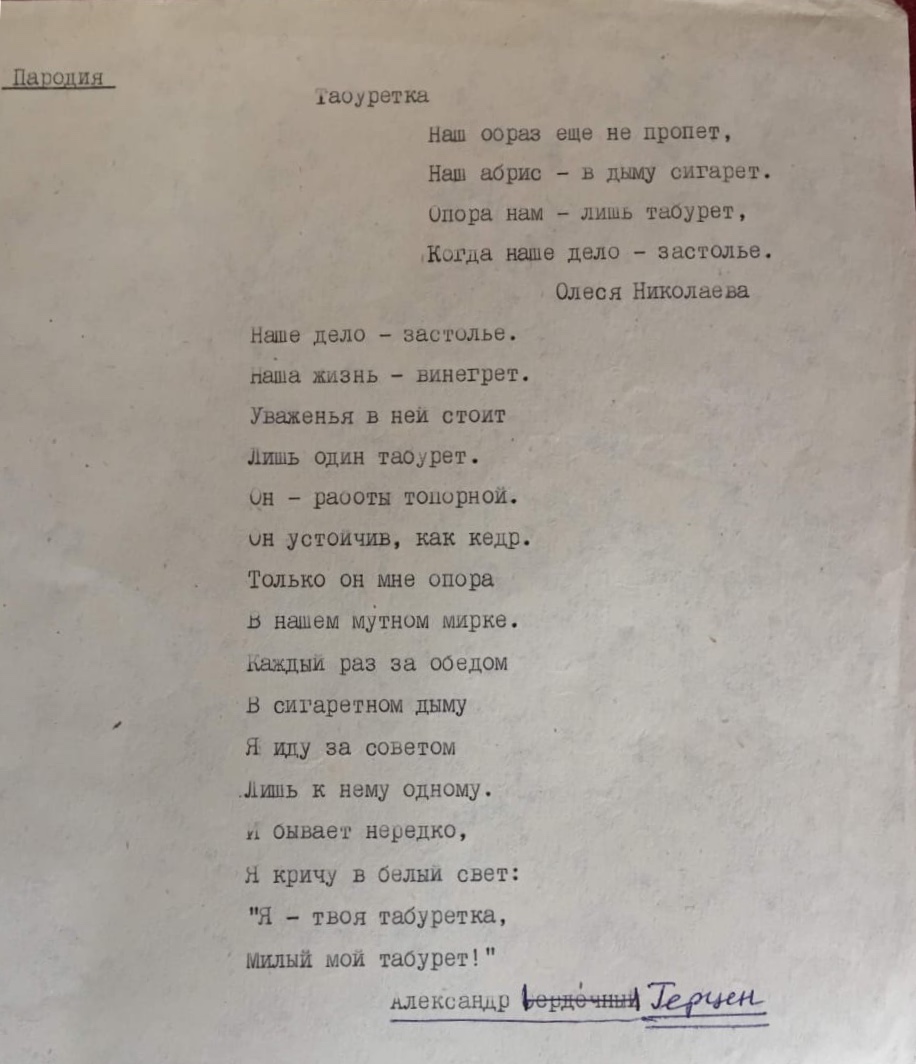 Пародия
Табуретка
Наш образ еще не пропет,
Наш абрис - в дыму сигарет.
Опора нам - лишь табурет,
Когда наше дело - застолье.
Олеся Николаева
Наше дело - застолье.
Наша жизнь - винегрет.
Уваженья в ней стоит
Лишь один табурет.
Он - работы топорной.
Он устойчив, как кедр.
Только он мне опора
В нашем мутном мирке.
Каждый раз за обедом
В сигаретном дыму
Я иду за советом
Лишь к нему одному.
И бывает нередко,
Я кричу в белый свет:
"Я - твоя табуретка,
Милый мой табурет!"
Александр Сердечный Герцен